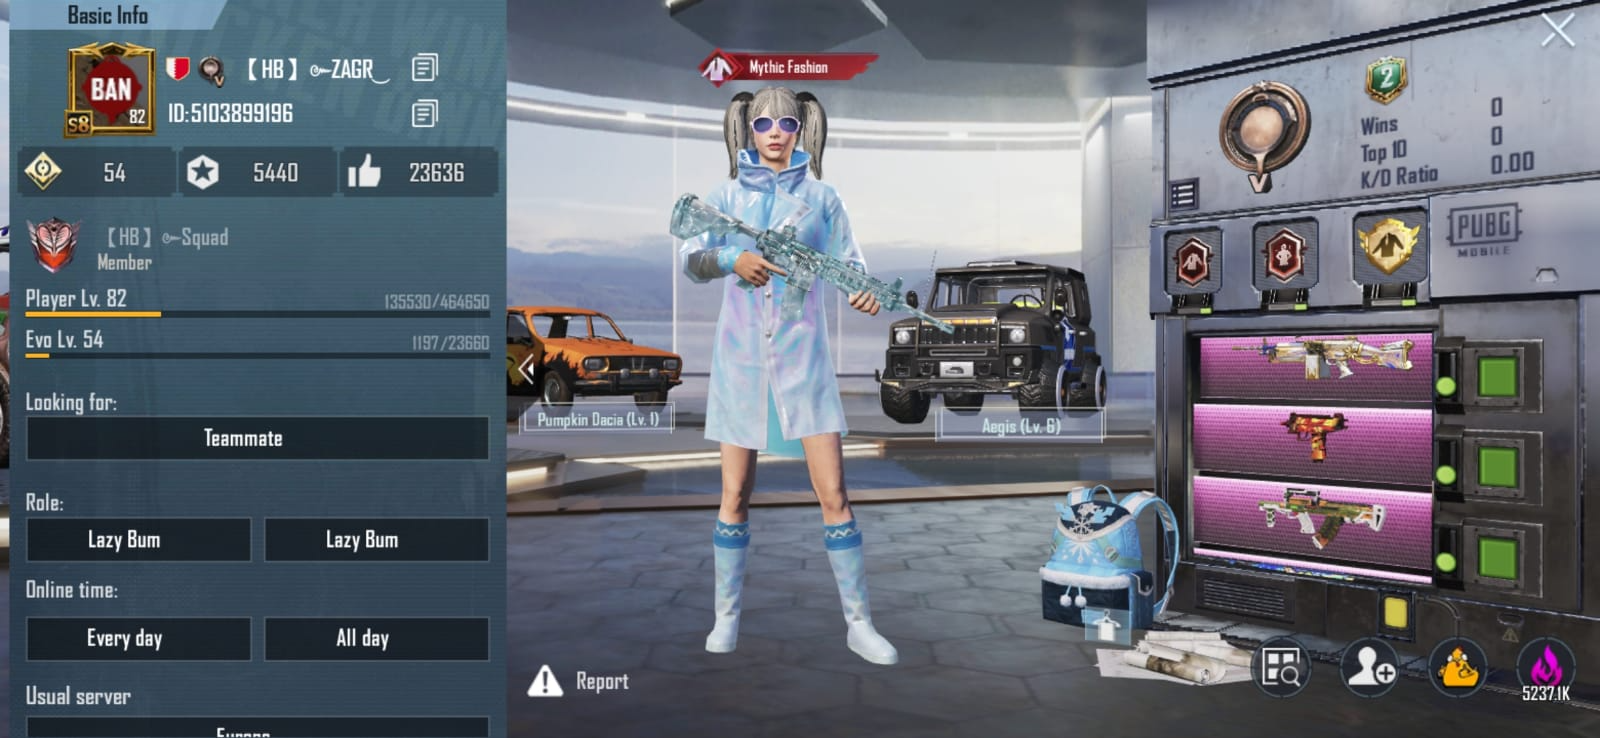 Basic Info
BAN
82
S8
【HB】๛ZAGR
ID:5103899196
54
5440
23636
【HB】๛Squad
Member
Player Lv. 82
135530/464650
Evo Lv. 54
1197/23660
Looking for:
Teammate
Role:
Lazy Bum
Lazy Bum
Online time:
Every day
All day
Usual server
Europe
Mythic Fashion
Pumpkin Dacia (Lv. 1)
Aegis (Lv. 6)
Report
2
Wins 0
Top 10 0
K/D Ratio 0.00
V
PUBG
MOBILE
5237.1K